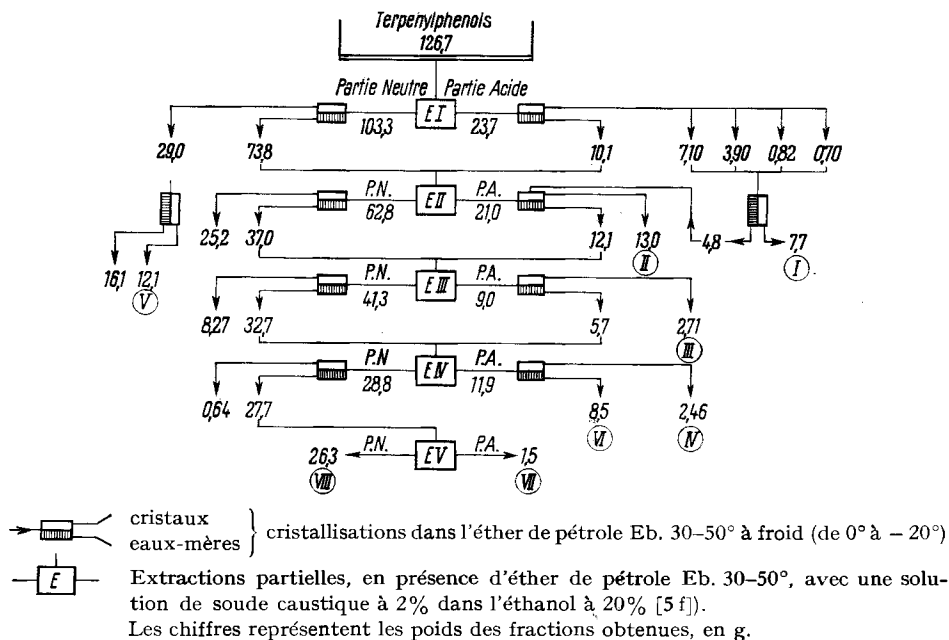 Terpenylphenols
126,7
Partie Neutre Partie Acide
E I
103,3 23,7
29,0 73,8 10,1 7,10 3,90 0,82 0,70
P.N. E II P.A.
62,8 21,0
25,2 37,0 12,1 13,0 4,8 7,7
II I
16,1 12,1
V
P.N. E III P.A.
41,3 9,0
8,27 32,7 5,7 2,71
III
P.N E IV P.A.
28,8 11,9
0,64 27,7 8,5 2,46
VI IV
P.N. E V P.A.
26,3 1,5
VIII VII
cristaux
eaux-mères } cristallisations dans l'éther de pétrole Eb. 30–50° à froid (de 0° à – 20°)
E Extractions partielles, en présence d'éther de pétrole Eb. 30–50°, avec une solu-
tion de soude caustique à 2% dans l'éthanol à 20% [5 f]).
Les chiffres représentent les poids des fractions obtenues, en g.